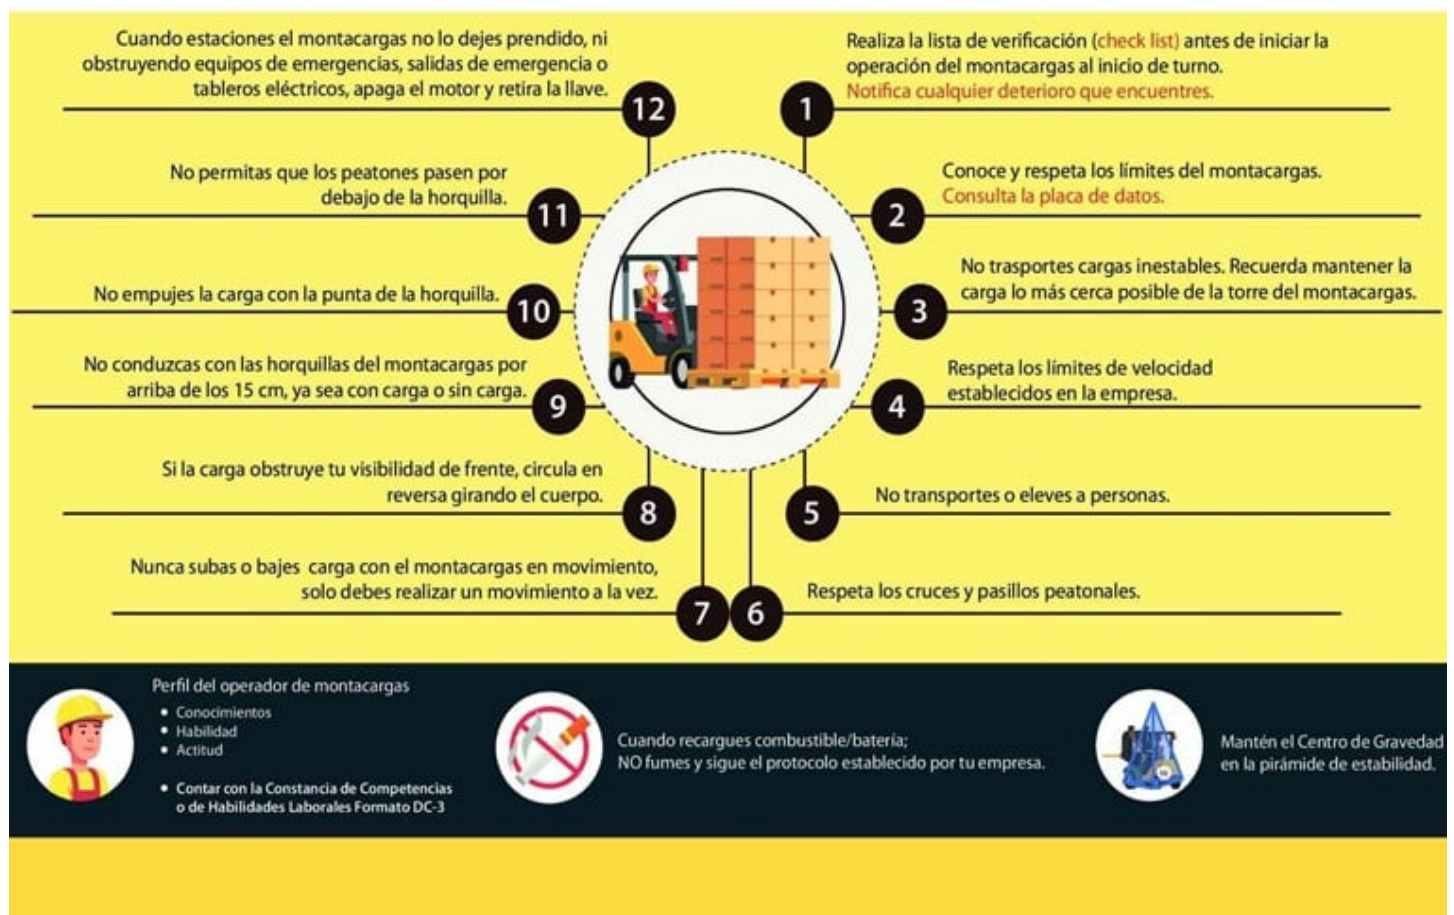 Realiza la lista de verificación (check list) antes de iniciar la
operación del montacargas al inicio de turno.
Notifica cualquier deterioro que encuentres.
1
Conoce y respeta los límites del montacargas.
Consulta la placa de datos.
2
No trasportes cargas inestables. Recuerda mantener la
carga lo más cerca posible de la torre del montacargas.
3
Respeta los límites de velocidad
establecidos en la empresa.
4
No transportes o eleves a personas.
5
Respeta los cruces y pasillos peatonales.
6
Nunca subas o bajes carga con el montacargas en movimiento,
solo debes realizar un movimiento a la vez.
7
Si la carga obstruye tu visibilidad de frente, circula en
reversa girando el cuerpo.
8
No conduzcas con las horquillas del montacargas por
arriba de los 15 cm, ya sea con carga o sin carga.
9
No empujes la carga con la punta de la horquilla.
10
No permitas que los peatones pasen por
debajo de la horquilla.
11
Cuando estaciones el montacargas no lo dejes prendido, ni
obstruyendo equipos de emergencias, salidas de emergencia o
tableros eléctricos, apaga el motor y retira la llave.
12
Perfil del operador de montacargas
• Conocimientos
• Habilidad
• Actitud
• Contar con la Constancia de Competencias
o de Habilidades Laborales Formato DC-3
Cuando recargues combustible/batería;
NO fumes y sigue el protocolo establecido por tu empresa.
Mantén el Centro de Gravedad
en la pirámide de estabilidad.